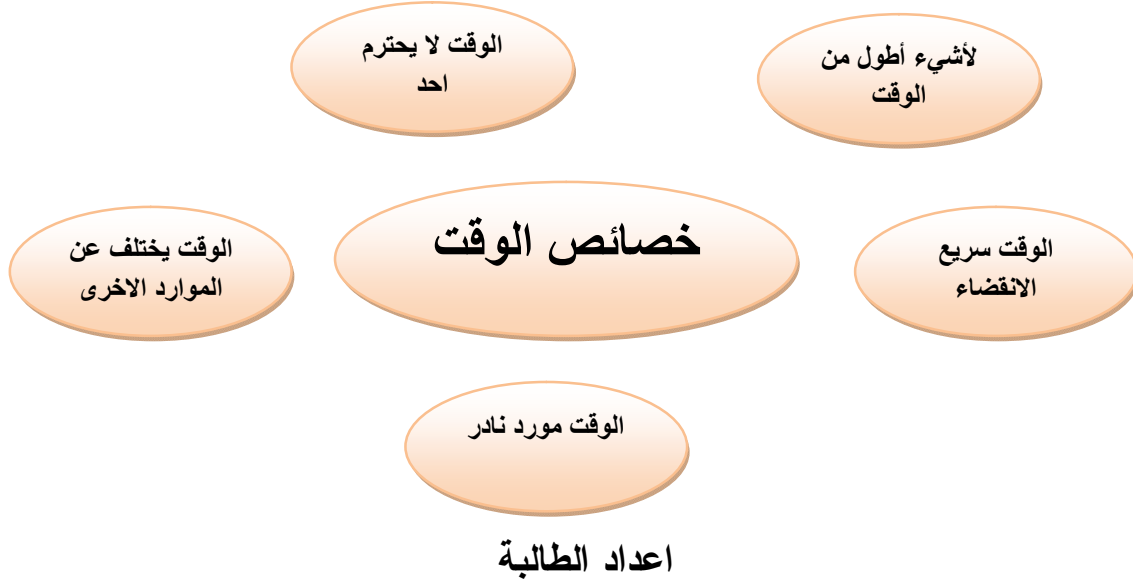 لأشيء أطول من
الوقت
الوقت لا يحترم
احد
خصائص الوقت
الوقت سريع
الانقضاء
الوقت يختلف عن
الموارد الاخرى
الوقت مورد نادر
اعداد الطالبة